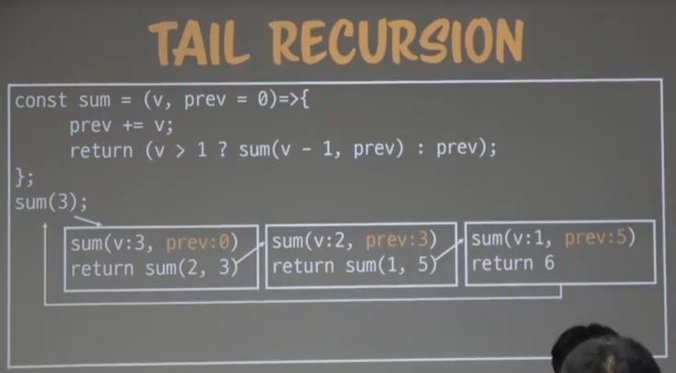 TAIL RECURSION
const sum = (v, prev = 0)=>{
prev += v;
return (v > 1 ? sum(v - 1, prev) : prev);
};
sum(3);
sum(v:3, prev:0)
return sum(2, 3)
sum(v:2, prev:3)
return sum(1, 5)
sum(v:1, prev:5)
return 6